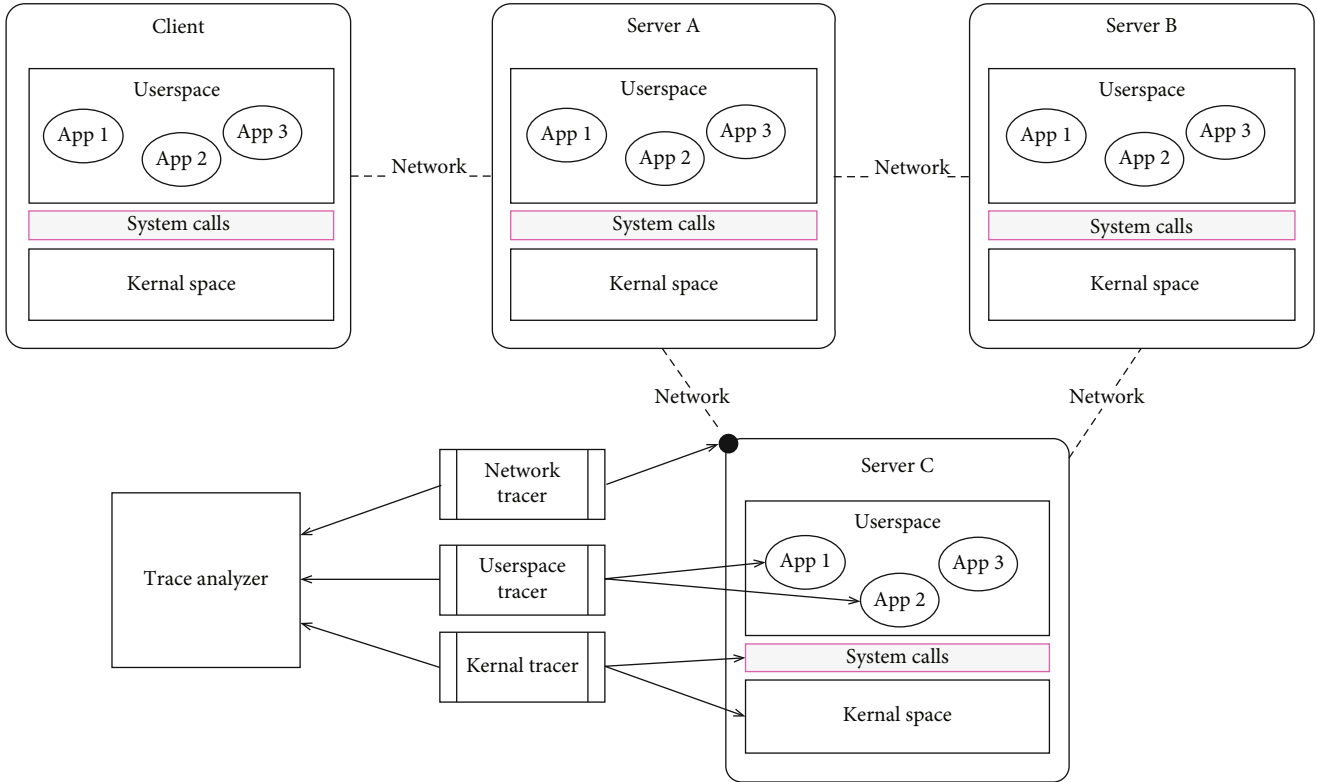 Client
Userspace
App 1
App 2
App 3
System calls
Kernal space
Network
Server A
Userspace
App 1
App 2
App 3
System calls
Kernal space
Network
Server B
Userspace
App 1
App 2
App 3
System calls
Kernal space
Network
Network
Trace analyzer
Network
tracer
Userspace
tracer
Kernal tracer
Server C
Userspace
App 1
App 2
App 3
System calls
Kernal space